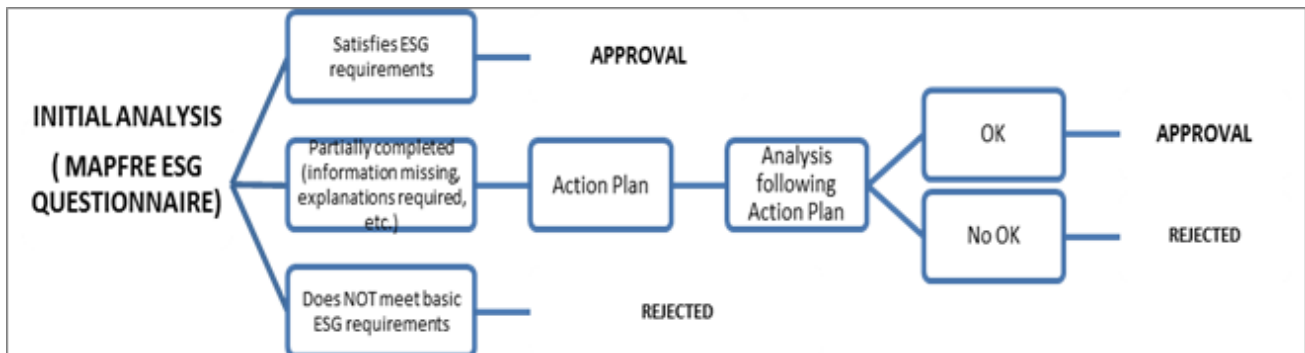 INITIAL ANALYSIS
( MAPFRE ESG
QUESTIONNAIRE)
Satisfies ESG
requirements
APPROVAL
Partially completed
(information missing,
explanations required,
etc.)
Action Plan
Analysis
following
Action Plan
OK
APPROVAL
No OK
REJECTED
Does NOT meet basic
ESG requirements
REJECTED